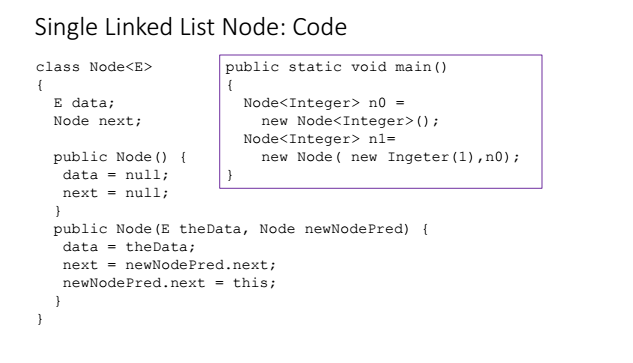 Single Linked List Node: Code
class Node<E>
{
E data;
Node next;
public Node() {
data = null;
next = null;
}
public Node(E theData, Node newNodePred) {
data = theData;
next = newNodePred.next;
newNodePred.next = this;
}
}
public static void main()
{
Node<Integer> n0 =
new Node<Integer>();
Node<Integer> n1=
new Node( new Ingeter(1),n0);
}